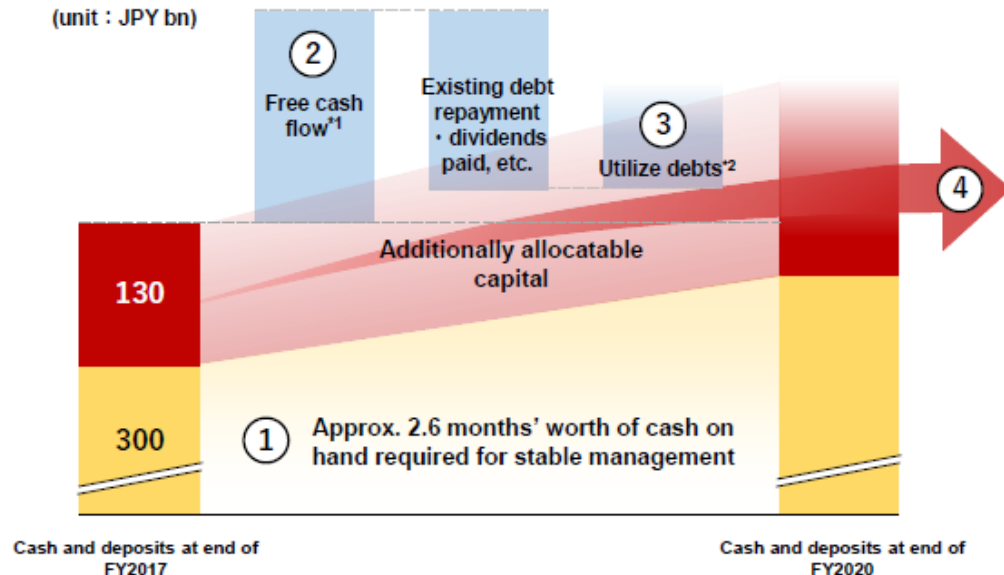 (unit : JPY bn)
②
Free cash
flow*1
Existing debt
repayment
・dividends
paid, etc.
③
Utilize debts*2
④
Additionally allocatable
capital
130
300
①
Approx. 2.6 months’ worth of cash on
hand required for stable management
Cash and deposits at end of
FY2017
Cash and deposits at end of
FY2020